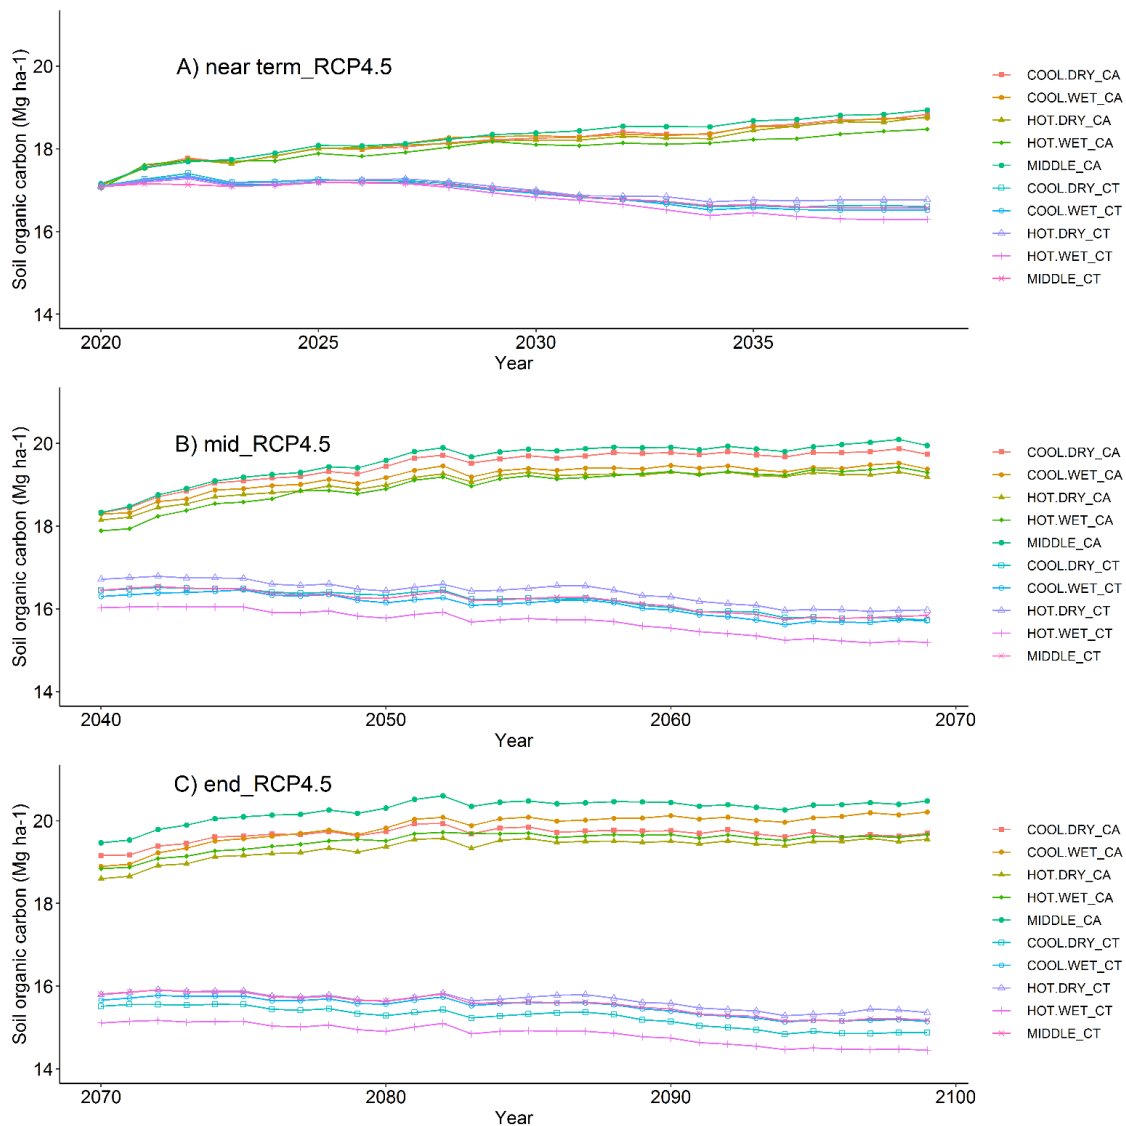 A) near term_RCP4.5
Soil organic carbon (Mg ha-1)
20
18
16
14
2020
2025
2030
2035
Year
COOL.DRY_CA
COOL.WET_CA
HOT.DRY_CA
HOT.WET_CA
MIDDLE_CA
COOL.DRY_CT
COOL.WET_CT
HOT.DRY_CT
HOT.WET_CT
MIDDLE_CT
B) mid_RCP4.5
Soil organic carbon (Mg ha-1)
20
18
16
14
2040
2050
2060
2070
Year
COOL.DRY_CA
COOL.WET_CA
HOT.DRY_CA
HOT.WET_CA
MIDDLE_CA
COOL.DRY_CT
COOL.WET_CT
HOT.DRY_CT
HOT.WET_CT
MIDDLE_CT
C) end_RCP4.5
Soil organic carbon (Mg ha-1)
20
18
16
14
2070
2080
2090
2100
Year
COOL.DRY_CA
COOL.WET_CA
HOT.DRY_CA
HOT.WET_CA
MIDDLE_CA
COOL.DRY_CT
COOL.WET_CT
HOT.DRY_CT
HOT.WET_CT
MIDDLE_CT